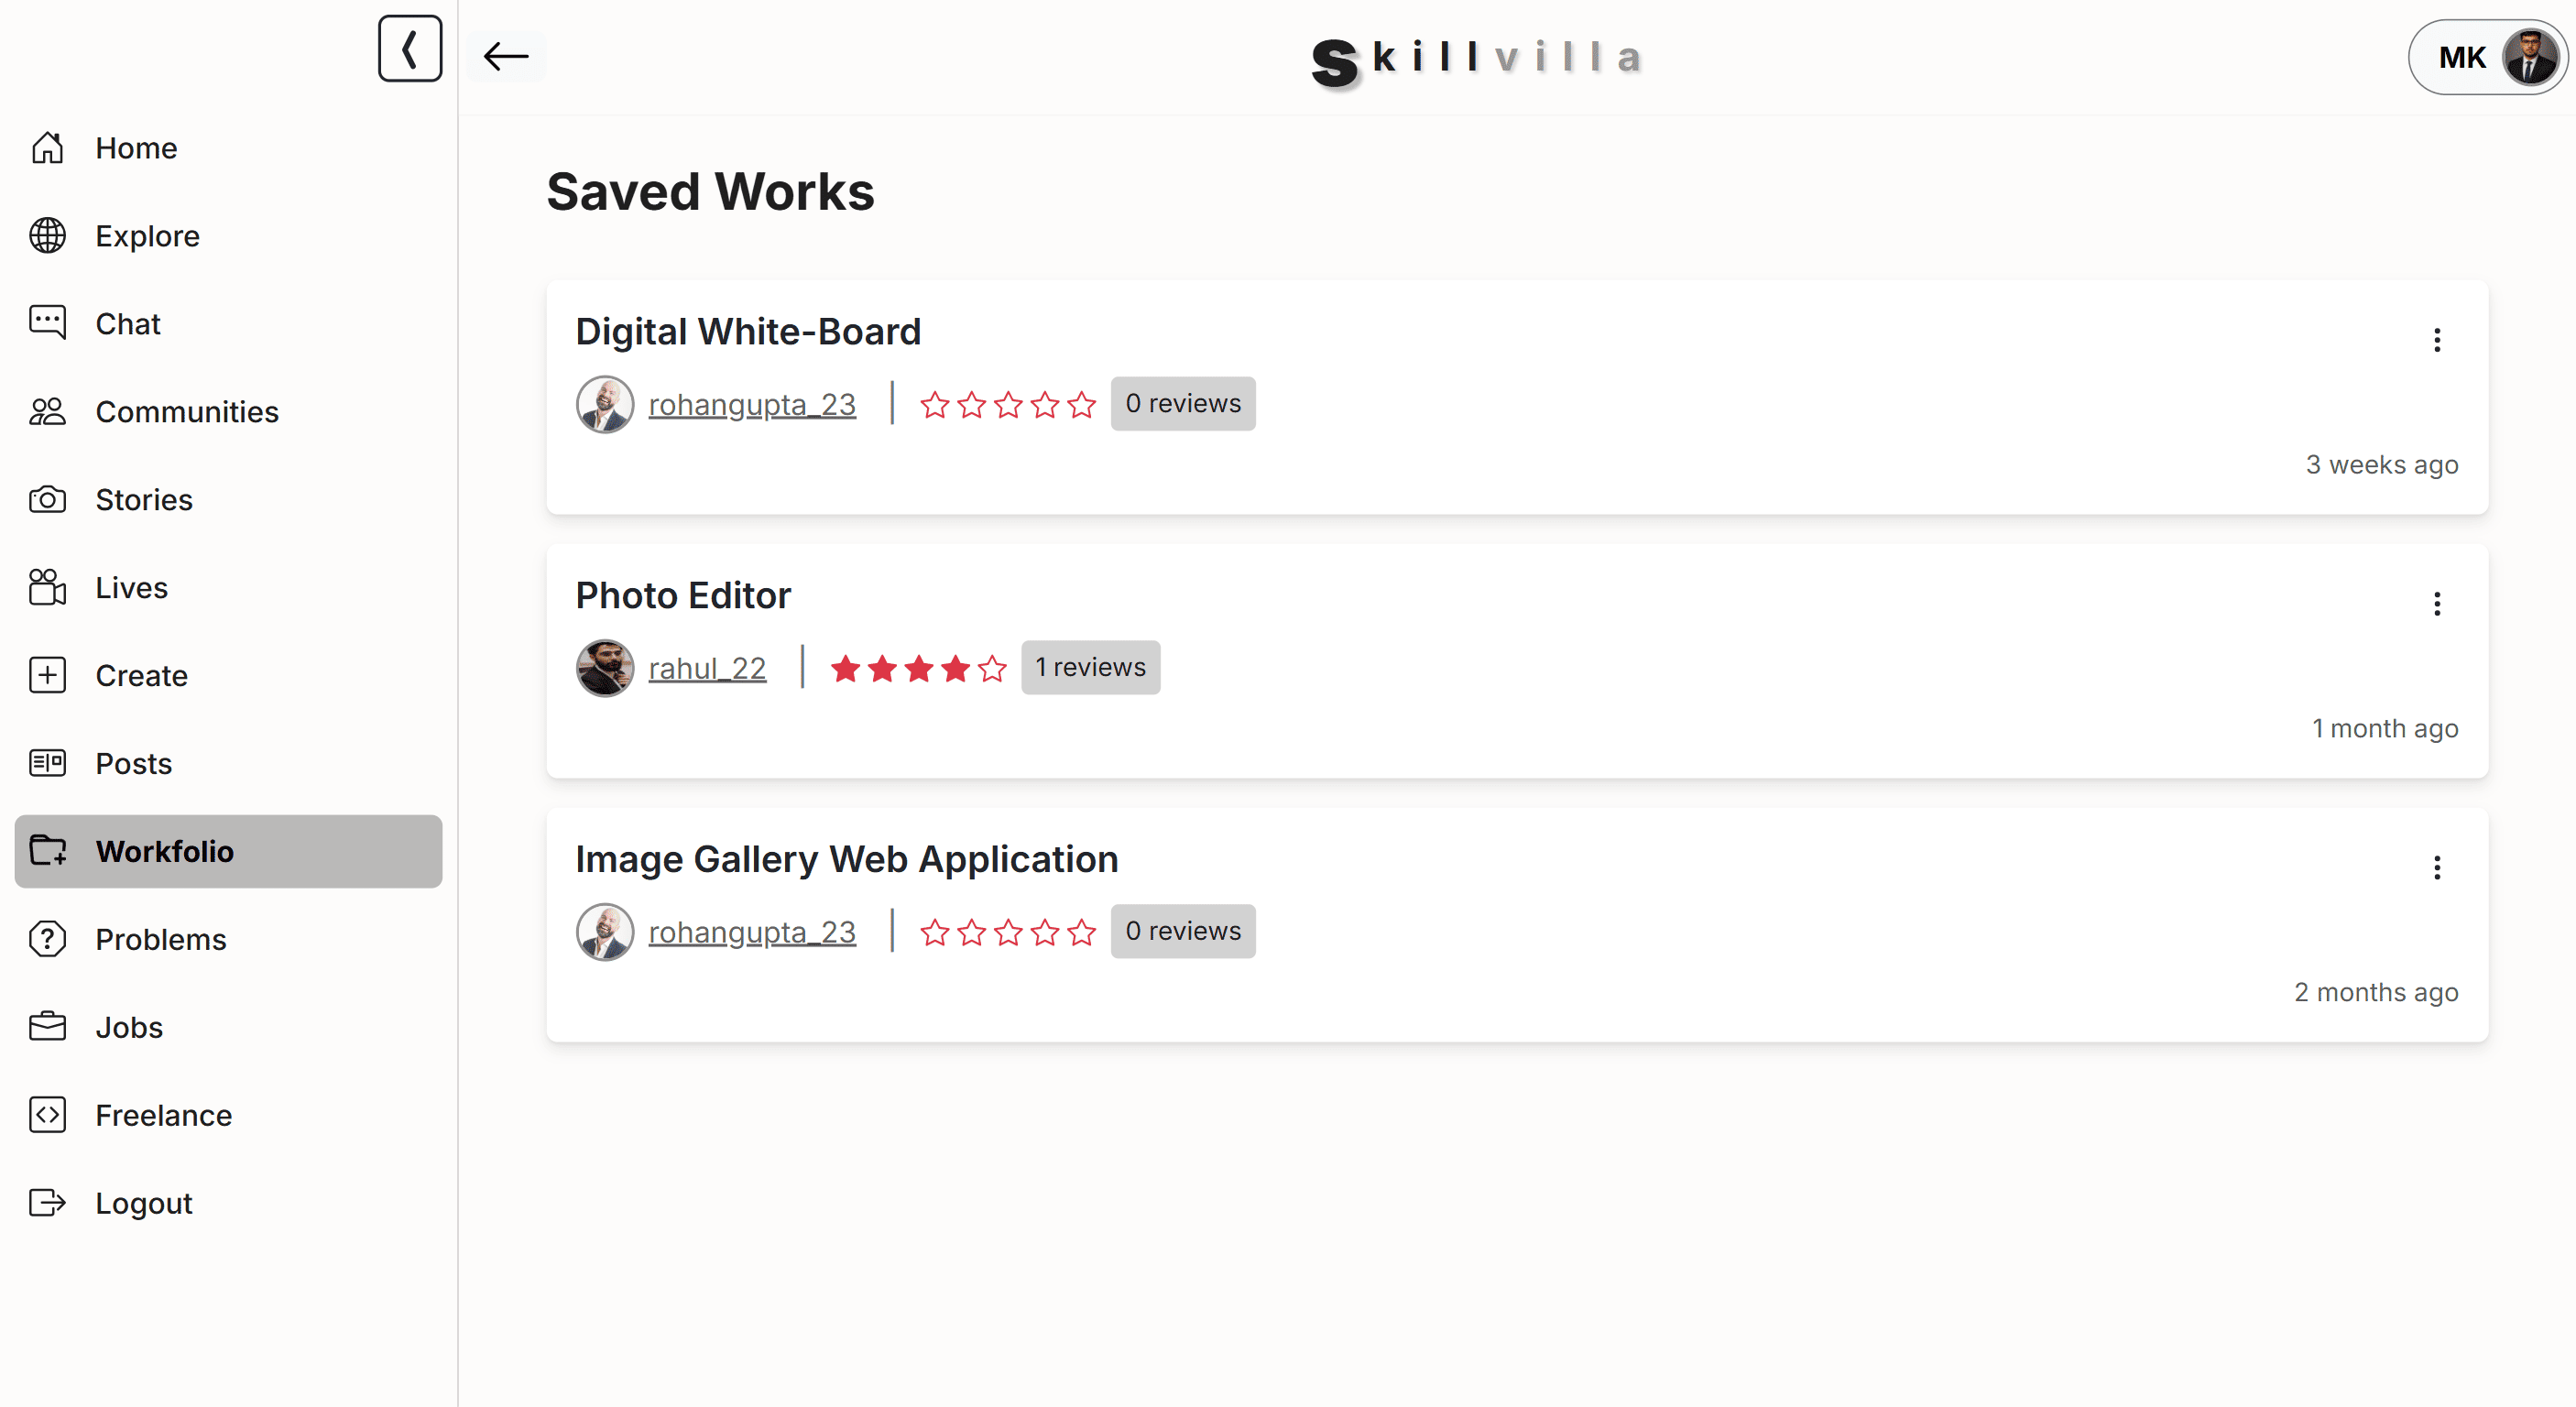 Skillvilla
MK
Home
Explore
Chat
Communities
Stories
Lives
Create
Posts
Workfolio
Problems
Jobs
Freelance
Logout
Saved Works
Digital White-Board
rohangupta_23 | 0 reviews
3 weeks ago
Photo Editor
rahul_22 | 1 reviews
1 month ago
Image Gallery Web Application
rohangupta_23 | 0 reviews
2 months ago